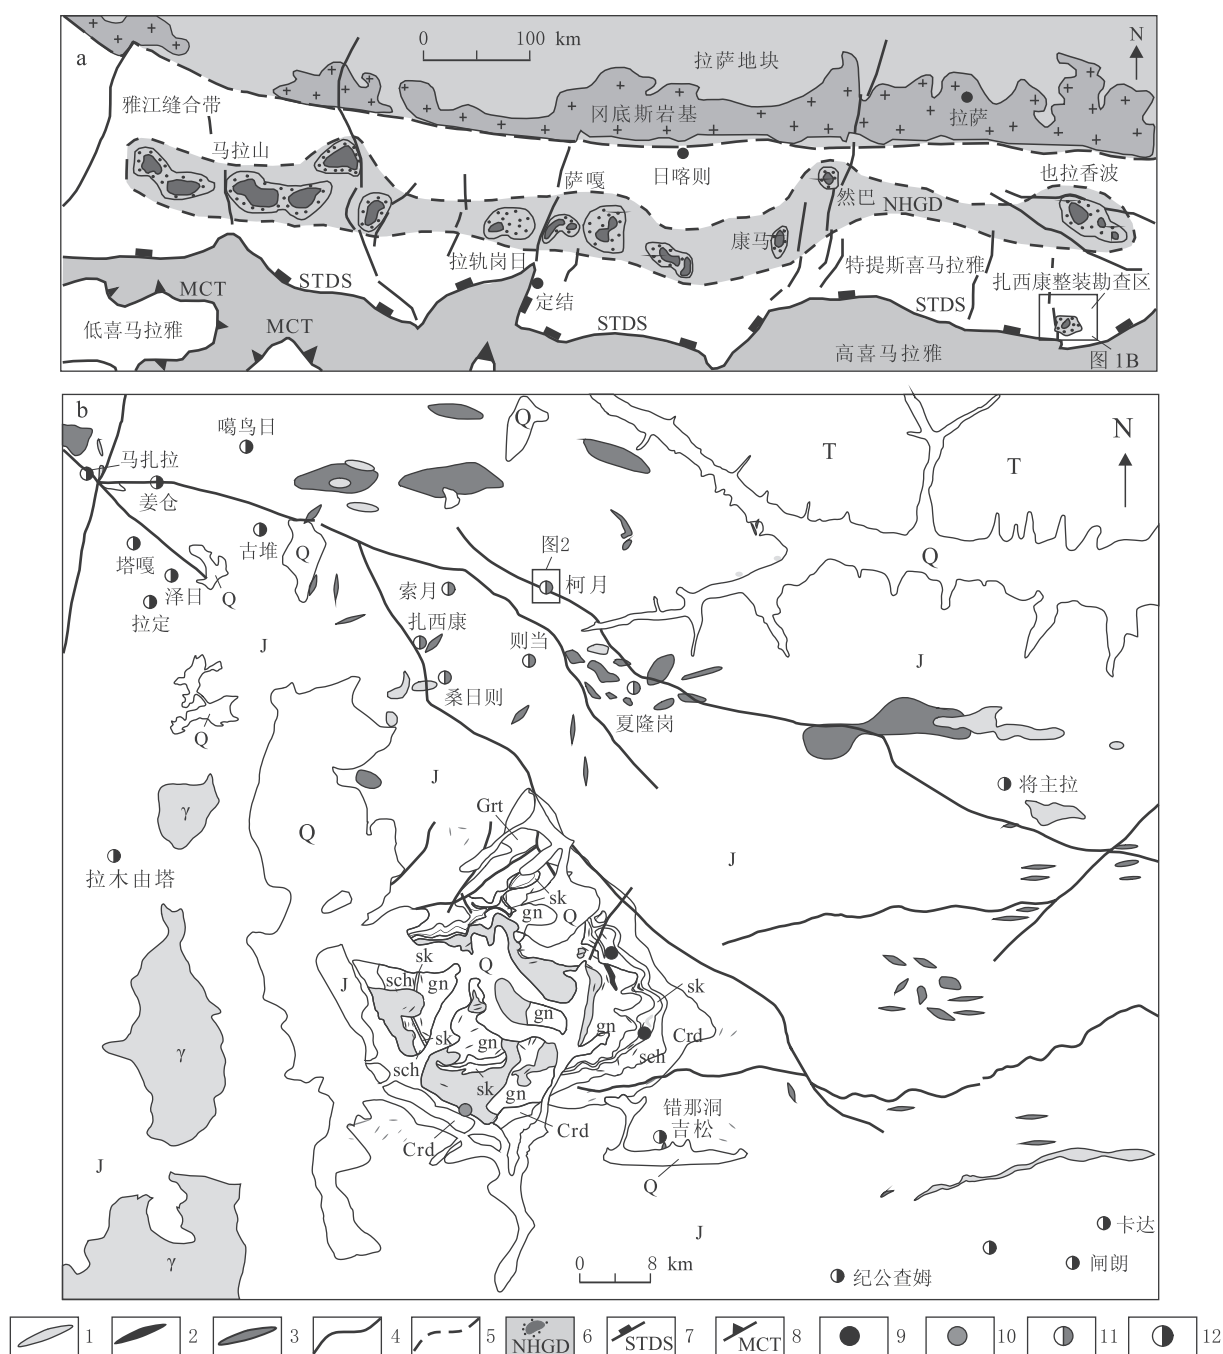 a
0 100 km
N
拉萨地块
雅江缝合带
冈底斯岩基
拉萨
马拉山
日喀则
萨嘎
也拉香波
然巴
NHGD
康马
拉轨岗日
特提斯喜马拉雅
扎西康整装勘查区
MCT
STDS
定结
STDS
STDS
低喜马拉雅
MCT
高喜马拉雅
图 1B
b
噶鸟日
Q
N
T
T
马扎拉
姜仓
古堆
Q
图2
Q
塔嘎
泽日
Q
索月
柯月
拉定
扎西康
则当
J
J
桑日则
夏隆岗
Q
J
将主拉
γ
Grt
Q
J
拉木由塔
sk
gn
Q
sk
Q
J
sch
gn
sk
gn
gn
Crd
sk
gn
sch
γ
sch
sk
gn
错那洞
吉松
Crd
Crd
J
Q
J
卡达
γ
0 8 km
闸朗
纪公查姆
1
2
3
4
5
NHGD
6
STDS
7
MCT
8
9
10
11
12